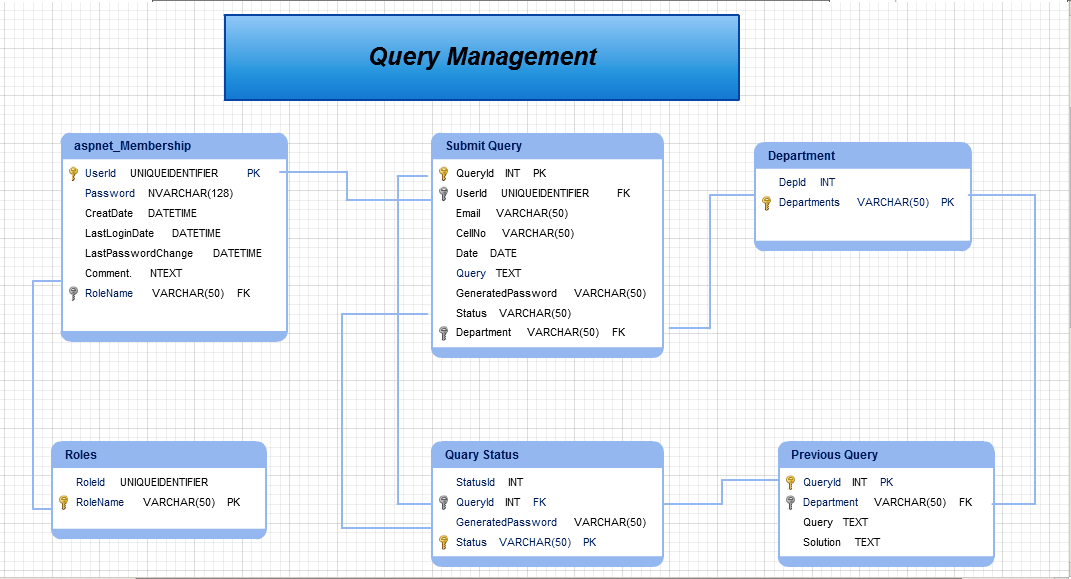 Query Management
aspnet_Membership
UserId UNIQUEIDENTIFIER PK
Password NVARCHAR(128)
CreatDate DATETIME
LastLoginDate DATETIME
LastPasswordChange DATETIME
Comment. NTEXT
RoleName VARCHAR(50) FK
Submit Query
QueryId INT PK
UserId UNIQUEIDENTIFIER FK
Email VARCHAR(50)
CellNo VARCHAR(50)
Date DATE
Query TEXT
GeneratedPassword VARCHAR(50)
Status VARCHAR(50)
Department VARCHAR(50) FK
Department
DepId INT
Departments VARCHAR(50) PK
Roles
RoleId UNIQUEIDENTIFIER
RoleName VARCHAR(50) PK
Quary Status
StatusId INT
QueryId INT FK
GeneratedPassword VARCHAR(50)
Status VARCHAR(50) PK
Previous Query
QueryId INT PK
Department VARCHAR(50) FK
Query TEXT
Solution TEXT